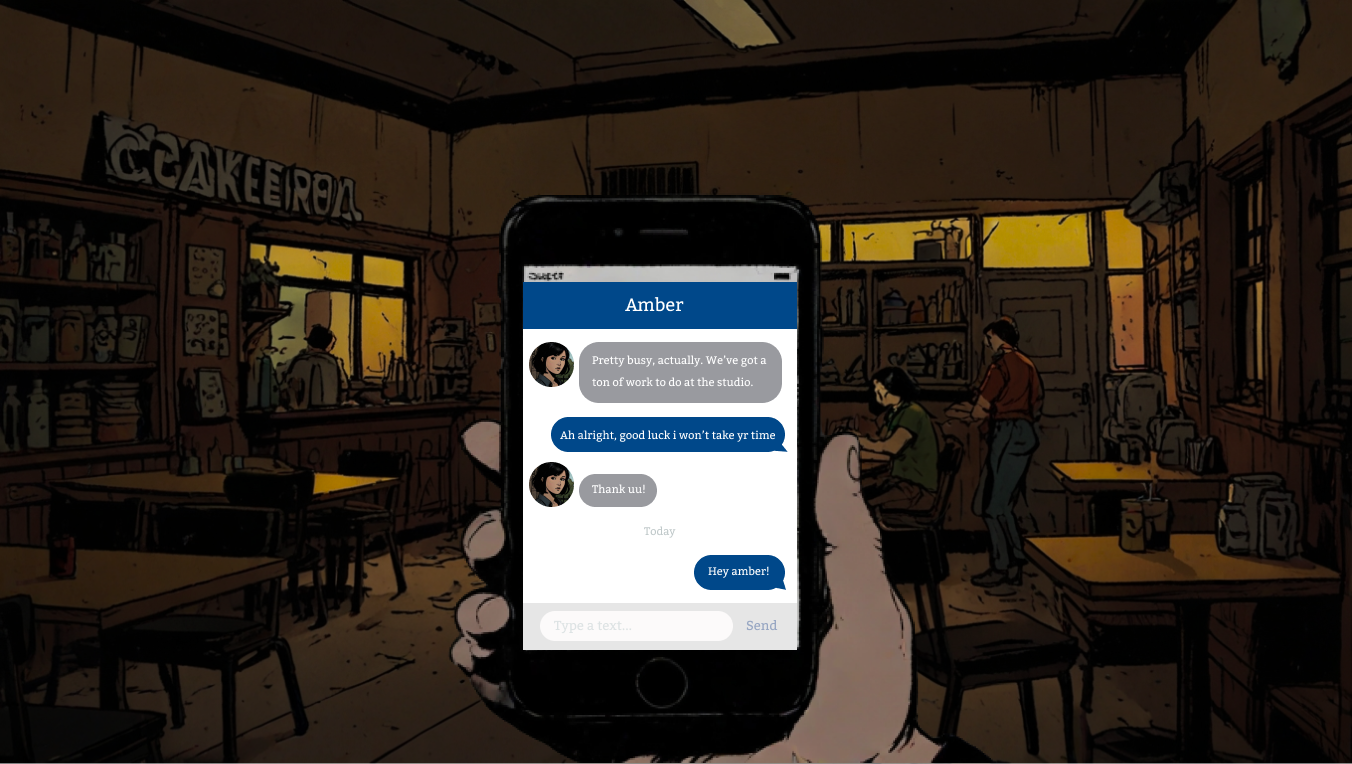 Amber
Pretty busy, actually. We've got a
ton of work to do at the studio.
Ah alright, good luck i won't take yr time
Thank uu!
Today
Hey amber!
Type a text...
Send